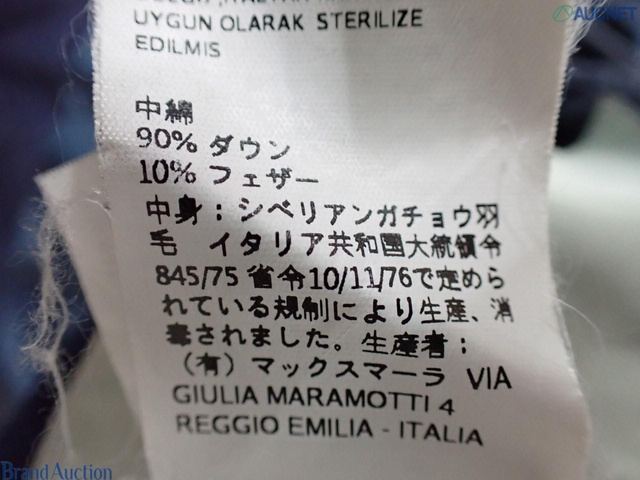 AUCNET
UYGUN OLARAK STERILIZE
EDILMIS
中綿
90% ダウン
10% フェザー
中身：シベリアンガチョウ羽
毛 イタリア共和国大統領令
845/75 省令10/11/76で定めら
れている規制により生産、消
毒されました。生産者：
（有）マックスマーラ VIA
GIULIA MARAMOTTI 4
REGGIO EMILIA - ITALIA
Brand Auction